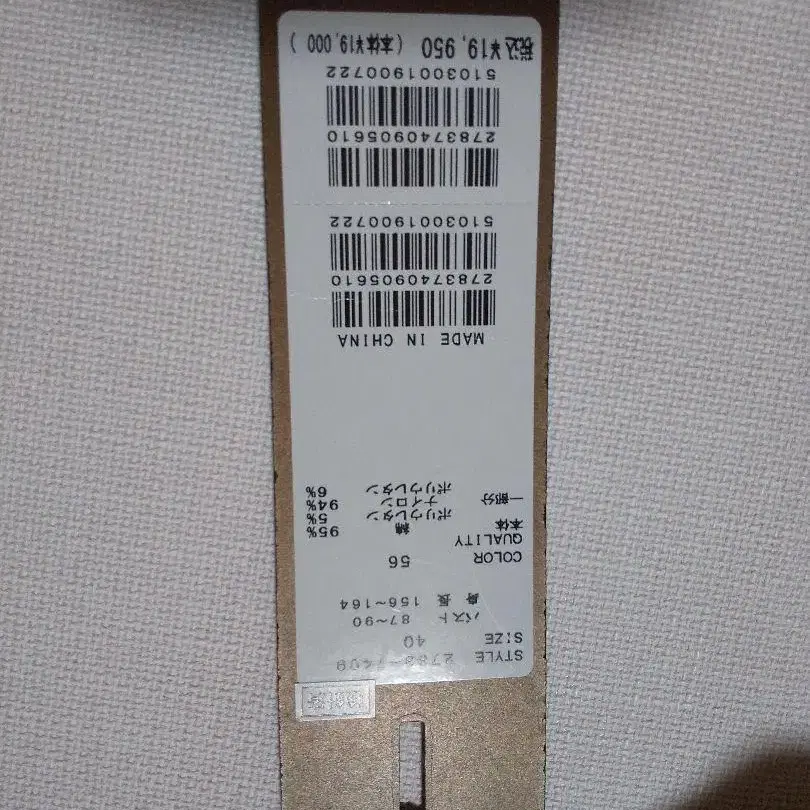 STYLE 2783-7409
SIZE 40
バスト 87~90
身長 156~164
COLOR 56
QUALITY
本体 綿 95%
ポリウレタン 5%
一部分 ナイロン 94%
ポリウレタン 6%
MADE IN CHINA
2783740905610
5103001900722
2783740905610
5103001900722
税込 ¥19,950 (本体¥19,000)